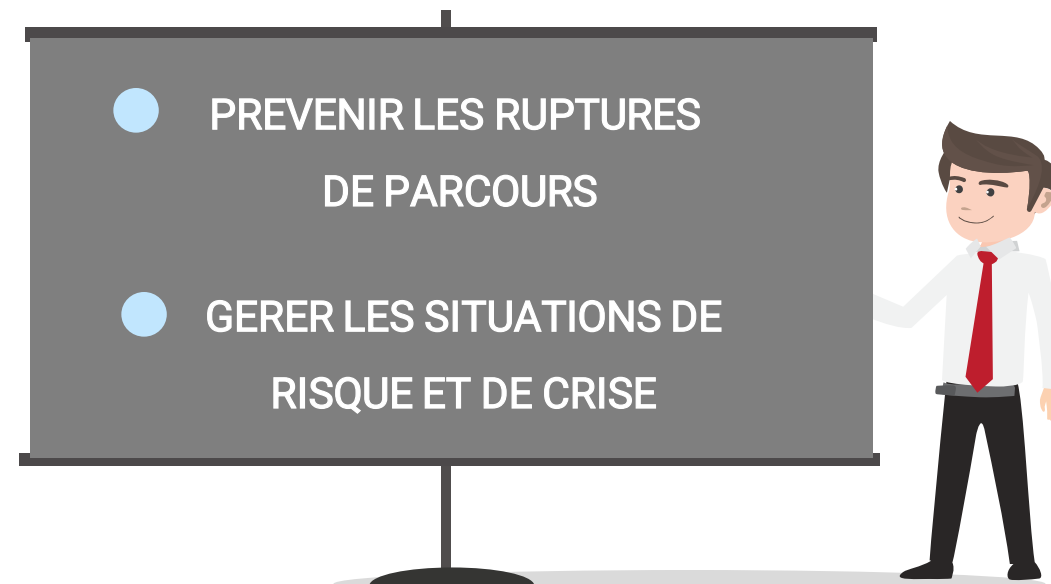 PREVENIR LES RUPTURES
DE PARCOURS
GERER LES SITUATIONS DE
RISQUE ET DE CRISE